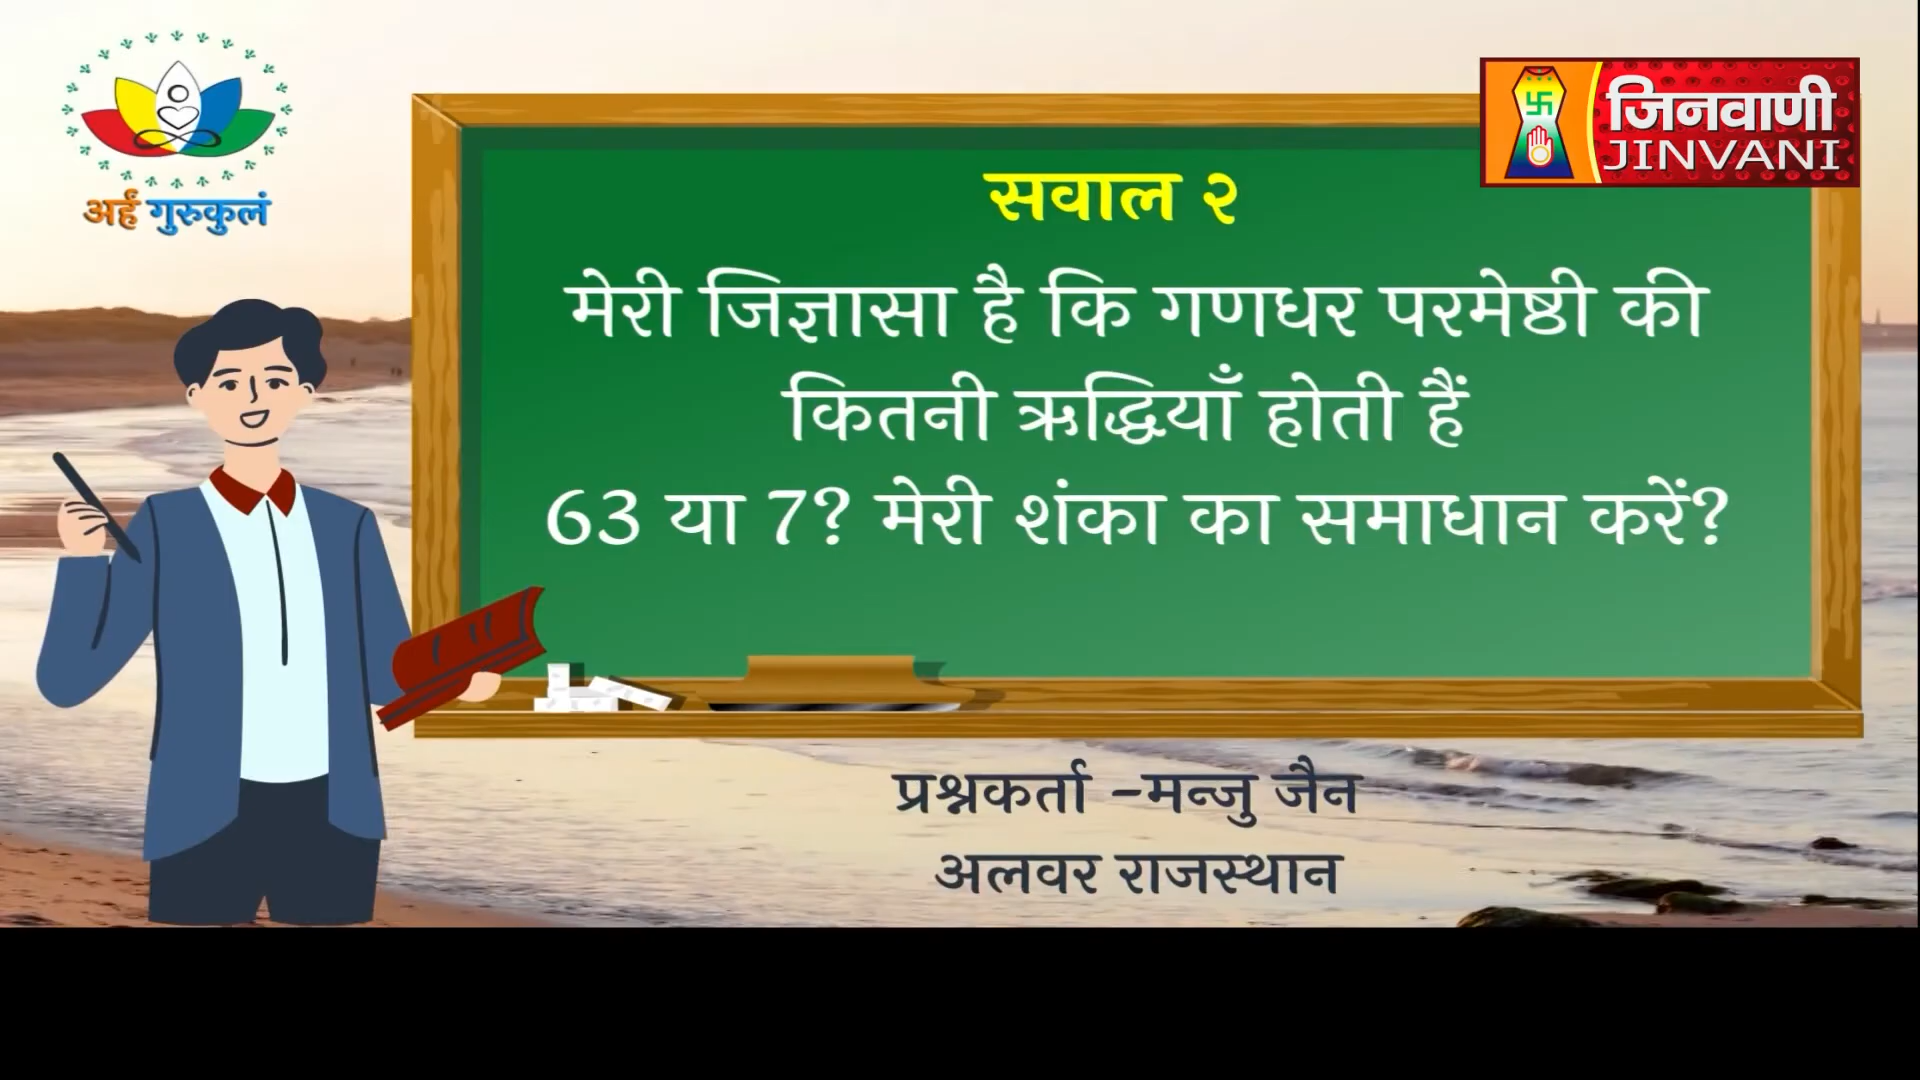 अर्हं गुरुकुलं
जिनवाणी
JINVANI
सवाल २
मेरी जिज्ञासा है कि गणधर परमेष्ठी की
कितनी ऋद्धियाँ होती हैं
63 या 7? मेरी शंका का समाधान करें?
प्रश्नकर्ता –मन्जु जैन
अलवर राजस्थान